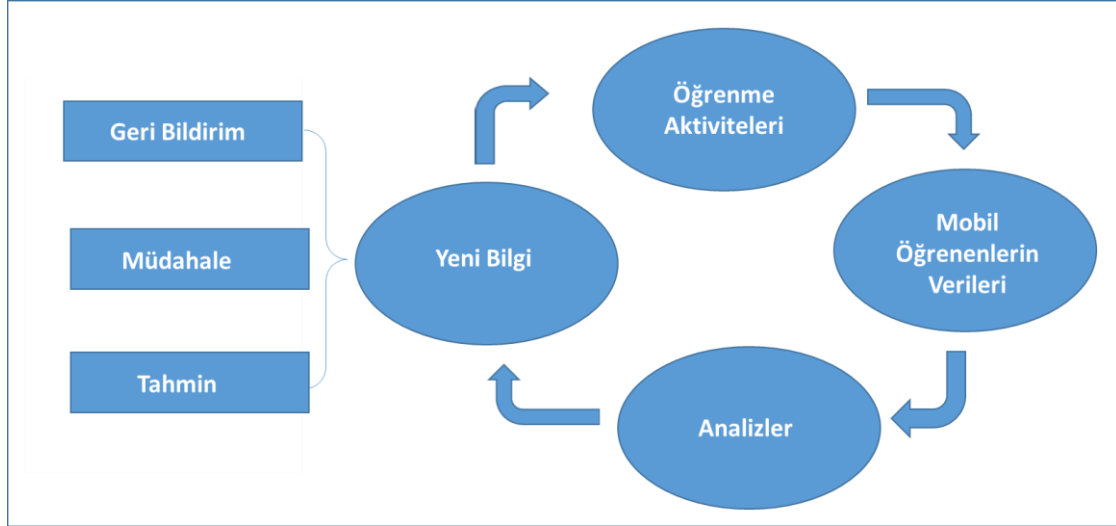 Geri Bildirim
Müdahale
Tahmin
Yeni Bilgi
Öğrenme
Aktiviteleri
Mobil
Öğrenenlerin
Verileri
Analizler